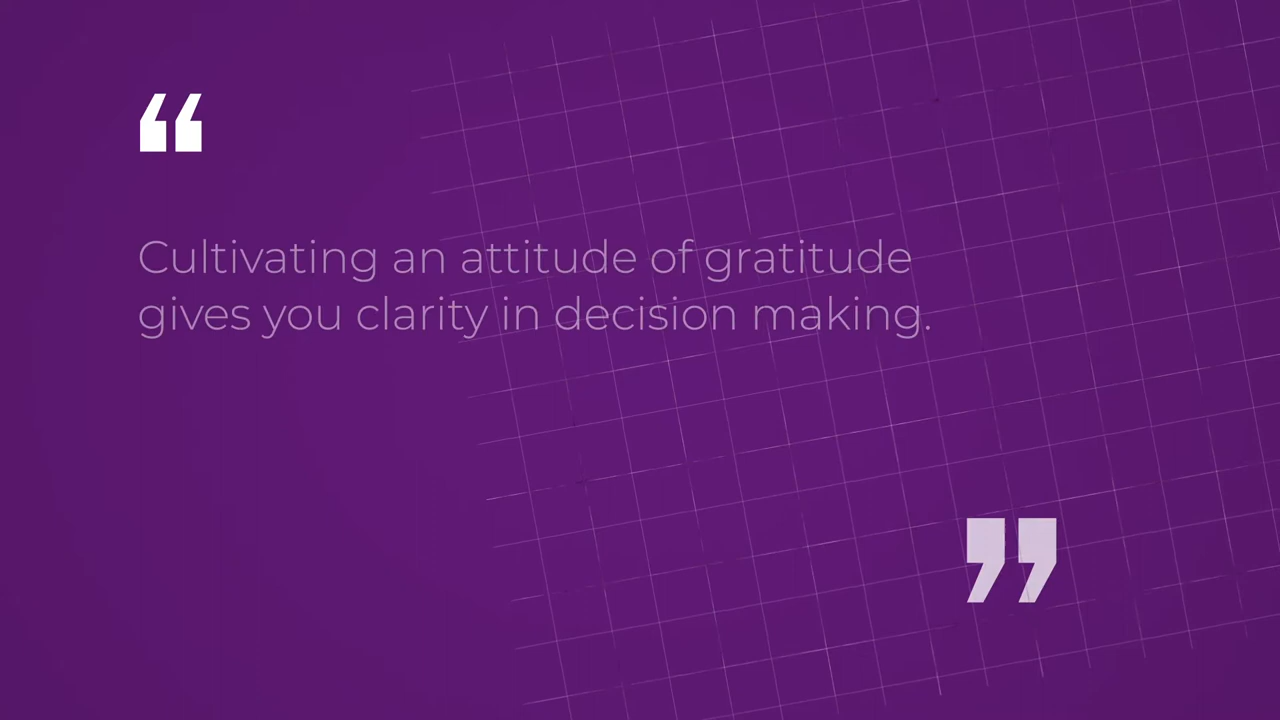 “
Cultivating an attitude of gratitude
gives you clarity in decision making.
”